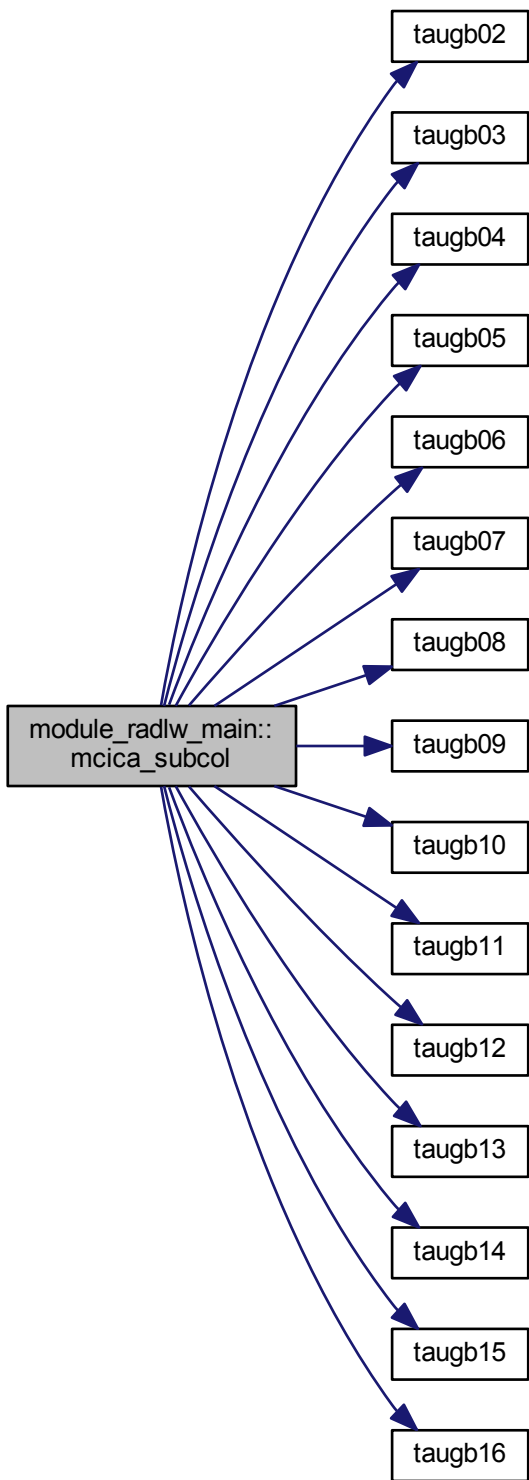 taugb02
taugb03
taugb04
taugb05
taugb06
taugb07
taugb08
module_radlw_main::
mcica_subcol
taugb09
taugb10
taugb11
taugb12
taugb13
taugb14
taugb15
taugb16